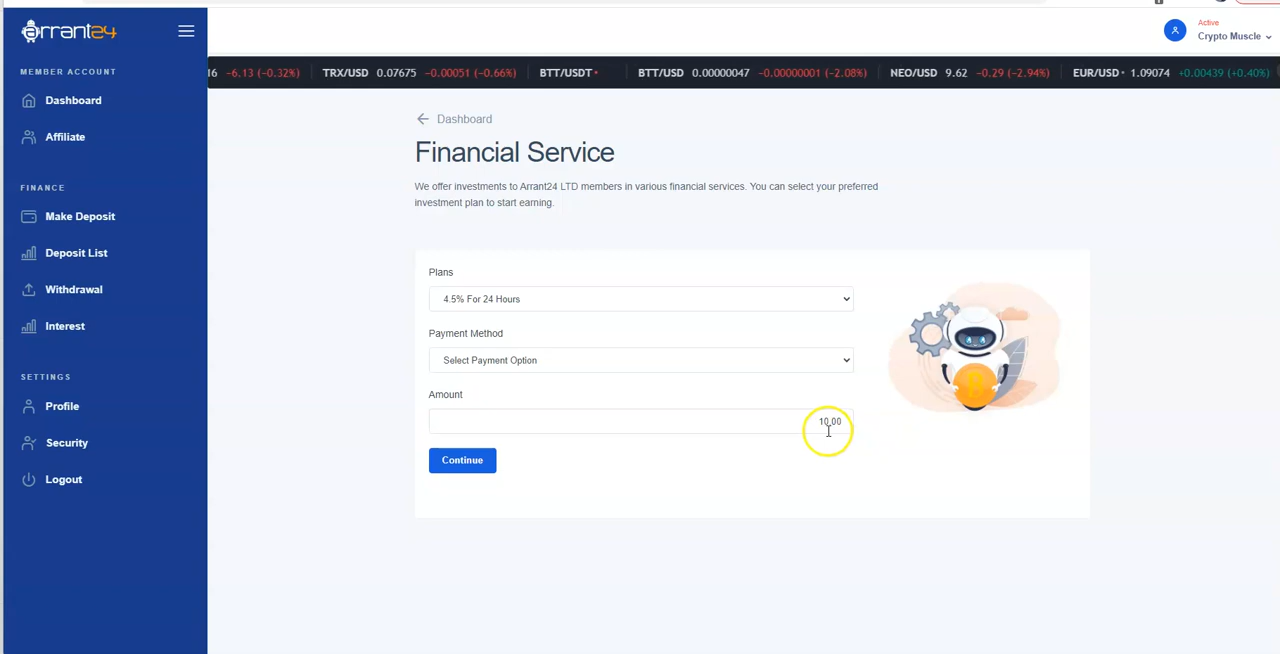 arrant24
Active
Crypto Muscle
MEMBER ACCOUNT
Dashboard
Affiliate
FINANCE
Make Deposit
Deposit List
Withdrawal
Interest
SETTINGS
Profile
Security
Logout
16 −6.13 (−0.32%) TRX/USD 0.07675 −0.00051 (−0.66%) BTT/USDT BTT/USD 0.00000047 −0.00000001 (−2.08%) NEO/USD 9.62 −0.29 (−2.94%) EUR/USD 1.09074 +0.00439 (+0.40%)
Dashboard
Financial Service
We offer investments to Arrant24 LTD members in various financial services. You can select your preferred
investment plan to start earning.
Plans
4.5% For 24 Hours
Payment Method
Select Payment Option
Amount
10.00
Continue